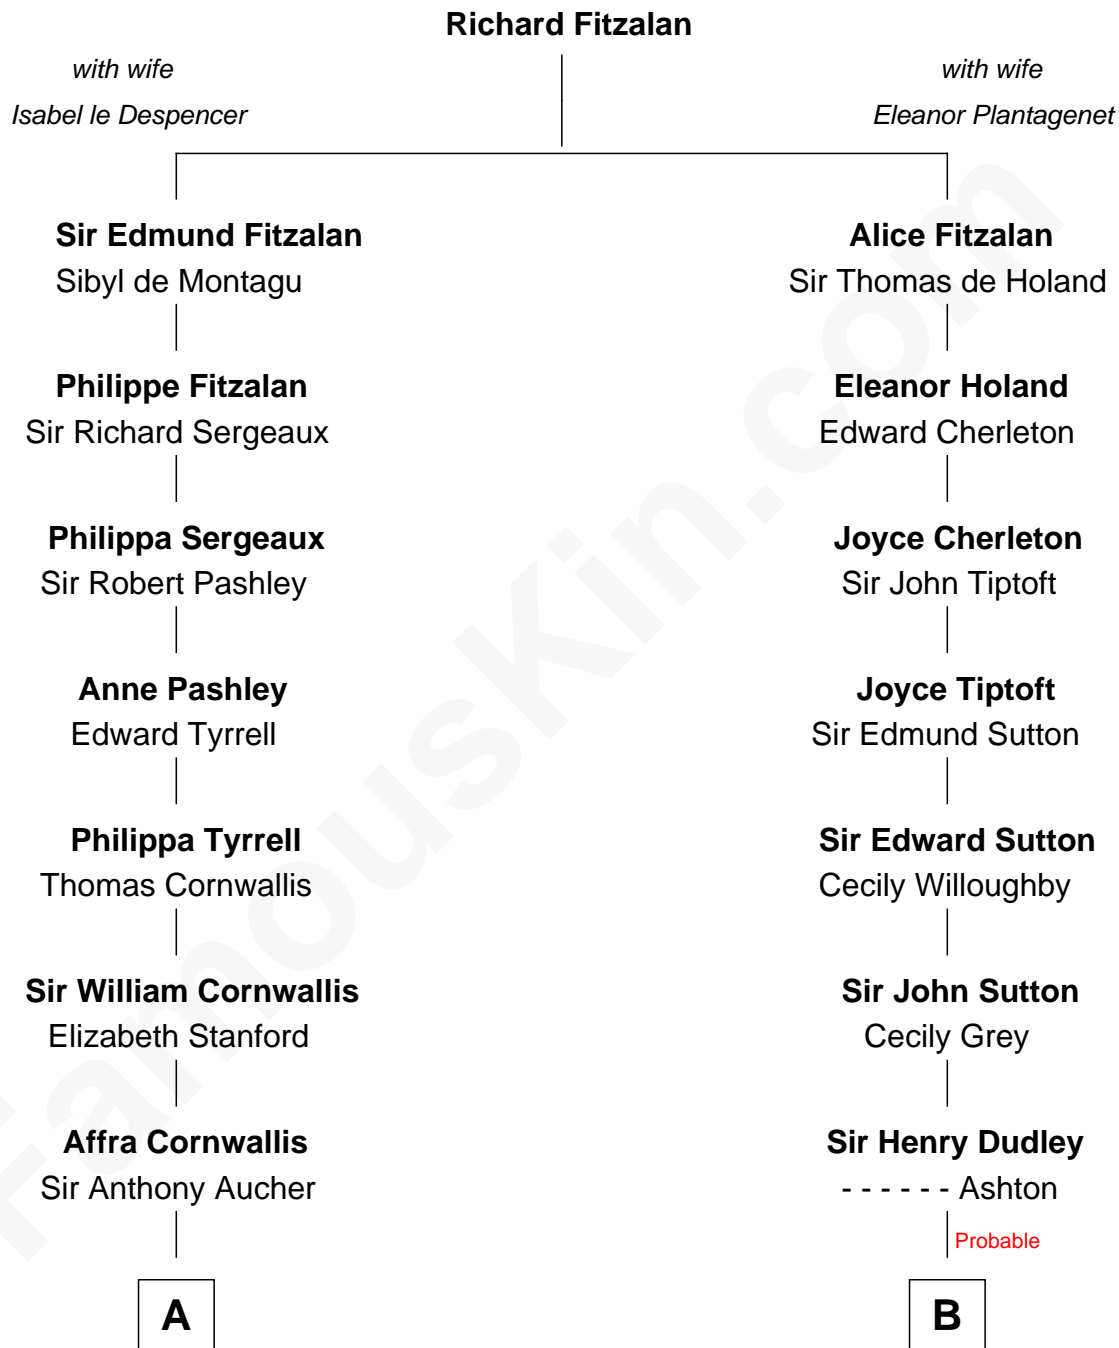 Richard Fitzalan
with wife
Isabel le Despencer
with wife
Eleanor Plantagenet
Sir Edmund Fitzalan
Sibyl de Montagu
Alice Fitzalan
Sir Thomas de Holand
Philippe Fitzalan
Sir Richard Sergeaux
Eleanor Holand
Edward Cherleton
Philippa Sergeaux
Sir Robert Pashley
Joyce Cherleton
Sir John Tiptoft
Anne Pashley
Edward Tyrrell
Joyce Tiptoft
Sir Edmund Sutton
Philippa Tyrrell
Thomas Cornwallis
Sir Edward Sutton
Cecily Willoughby
Sir William Cornwallis
Elizabeth Stanford
Sir John Sutton
Cecily Grey
Affra Cornwallis
Sir Anthony Aucher
Sir Henry Dudley
- - - - - - Ashton
Probable
A
B
FamousKin.com